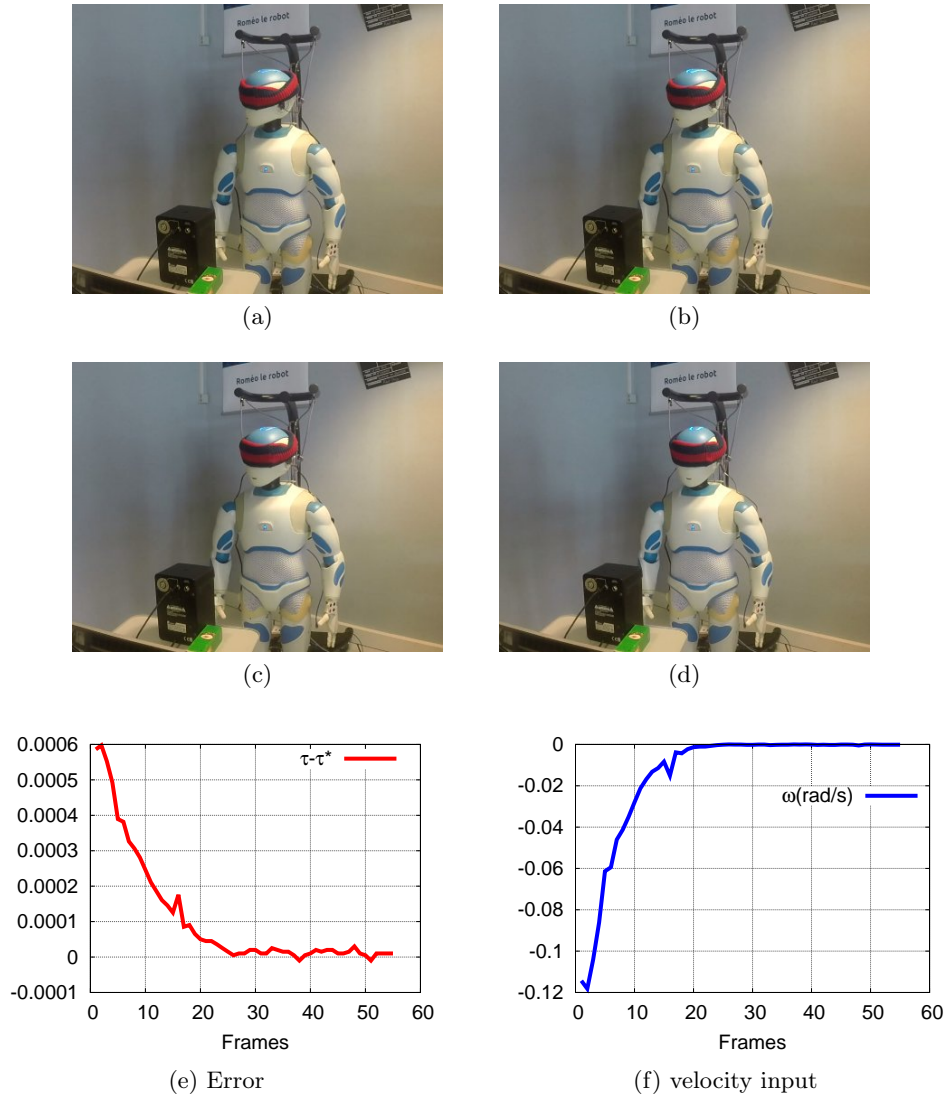 Roméo le robot
(a)
(b)
Roméo le robot
Roméo le robot
(c)
(d)
0.0006
0.0005
0.0004
0.0003
0.0002
0.0001
0
-0.0001
τ-τ*
0 10 20 30 40 50 60
Frames
(e) Error
0
-0.02
-0.04
-0.06
-0.08
-0.1
-0.12
ω(rad/s)
0 10 20 30 40 50 60
Frames
(f) velocity input